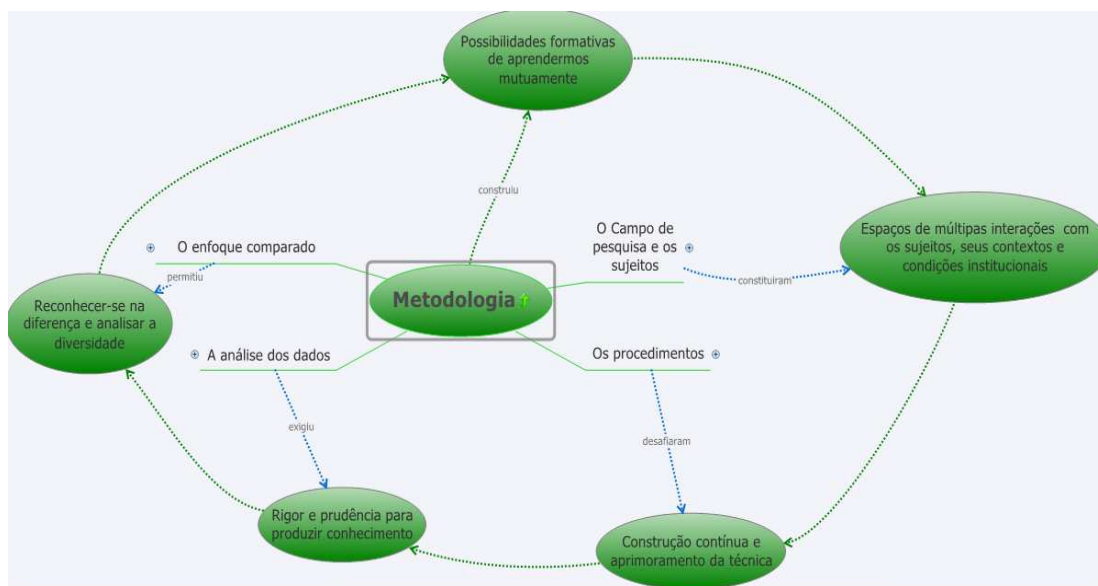 Possibilidades formativas
de aprendermos
mutuamente
construiu
O Campo de
pesquisa e os
sujeitos
constituíram
Espaços de múltipas interações com
os sujeitos, seus contextos e
condições institucionais
O enfoque comparado
permitiu
Reconhecer-se na
diferença e analisar a
diversidade
Metodologia
A análise dos dados
exigiu
Os procedimentos
desafiaram
Rigor e prudência para
produzir conhecimento
Construção contínua e
aprimoramento da técnica